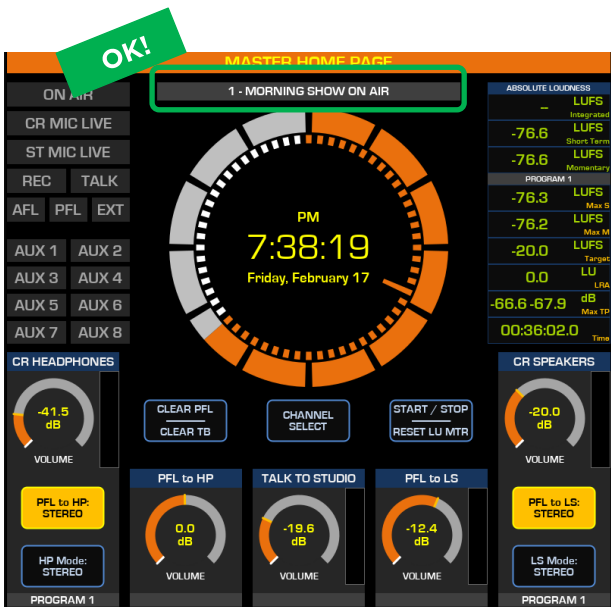 OK!
MASTER HOME PAGE
1 - MORNING SHOW ON AIR
ON AIR
CR MIC LIVE
ST MIC LIVE
REC TALK
AFL PFL EXT
AUX 1 AUX 2
AUX 3 AUX 4
AUX 5 AUX 6
AUX 7 AUX 8
PM
7:38:19
Friday, February 17
ABSOLUTE LOUDNESS
– LUFS
Integrated
-76.6 LUFS
Short Term
-76.6 LUFS
Momentary
PROGRAM 1
-76.3 LUFS
Max S
-76.2 LUFS
Max M
-20.0 LUFS
Target
0.0 LU
LRA
-66.6 -67.9 dB
Max TP
00:36:02.0
Time
CR HEADPHONES
-41.5
dB
VOLUME
PFL to HP:
STEREO
HP Mode:
STEREO
PROGRAM 1
CLEAR PFL
CLEAR TB
CHANNEL
SELECT
START / STOP
RESET LU MTR
PFL to HP
0.0
dB
VOLUME
TALK TO STUDIO
-19.6
dB
VOLUME
PFL to LS
-12.4
dB
VOLUME
CR SPEAKERS
-20.0
dB
VOLUME
PFL to LS:
STEREO
LS Mode:
STEREO
PROGRAM 1